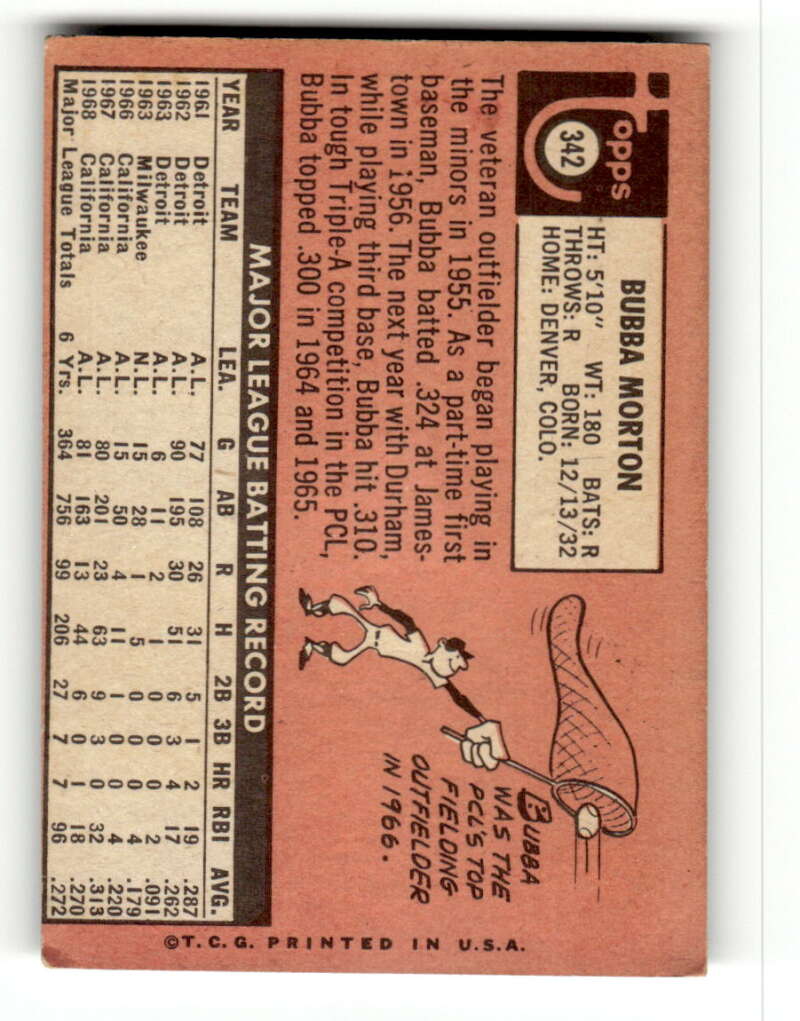 Topps
342
BUBBA MORTON
HT: 5'10" WT: 180 BATS: R
THROWS: R BORN: 12/13/32
HOME: DENVER, COLO.
The veteran outfielder began playing in
the minors in 1955. As a part-time first
baseman, Bubba batted .324 at James-
town in 1956. The next year with Durham,
while playing third base, Bubba hit .310.
In tough Triple-A competition in the PCL,
Bubba topped .300 in 1964 and 1965.
BUBBA
WAS THE
PCL'S TOP
FIELDING
OUTFIELDER
IN 1966.
MAJOR LEAGUE BATTING RECORD
YEAR TEAM LEA. G AB R H 2B 3B HR RBI AVG.
1961 Detroit A.L. 77 108 26 31 5 1 2 19 .287
1962 Detroit A.L. 90 195 30 51 6 3 4 17 .262
1963 Detroit A.L. 6 11 2 1 0 0 0 2 .091
1963 Milwaukee N.L. 15 28 1 5 0 0 0 4 .179
1966 California A.L. 15 50 4 11 1 0 0 4 .220
1967 California A.L. 80 201 23 63 9 3 0 32 .313
1968 California A.L. 81 163 13 44 6 0 1 18 .270
Major League Totals 6 Yrs. 364 756 99 206 27 7 7 96 .272
©T.C.G. PRINTED IN U.S.A.